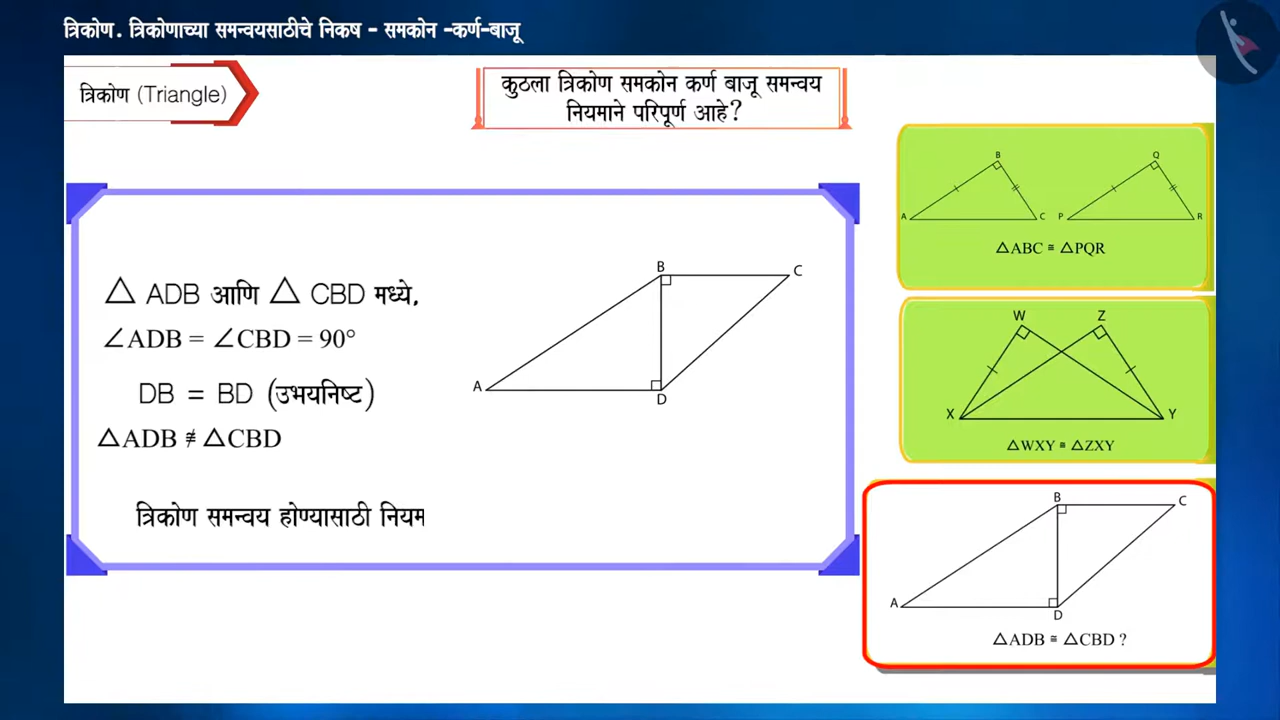 त्रिकोण. त्रिकोणाच्या समन्वयसाठीचे निकष - समकोन -कर्ण-बाजू
त्रिकोण (Triangle)
कुठला त्रिकोण समकोन कर्ण बाजू समन्वय
नियमाने परिपूर्ण आहे?
△ ADB आणि △ CBD मध्ये,
∠ADB = ∠CBD = 90°
DB = BD (उभयनिष्ट)
△ADB ≇ △CBD
त्रिकोण समन्वय होण्यासाठी नियम
B
C
A
D
B
Q
A
C
P
R
△ABC ≅ △PQR
W
Z
X
Y
△WXY ≅ △ZXY
B
C
A
D
△ADB ≅ △CBD ?